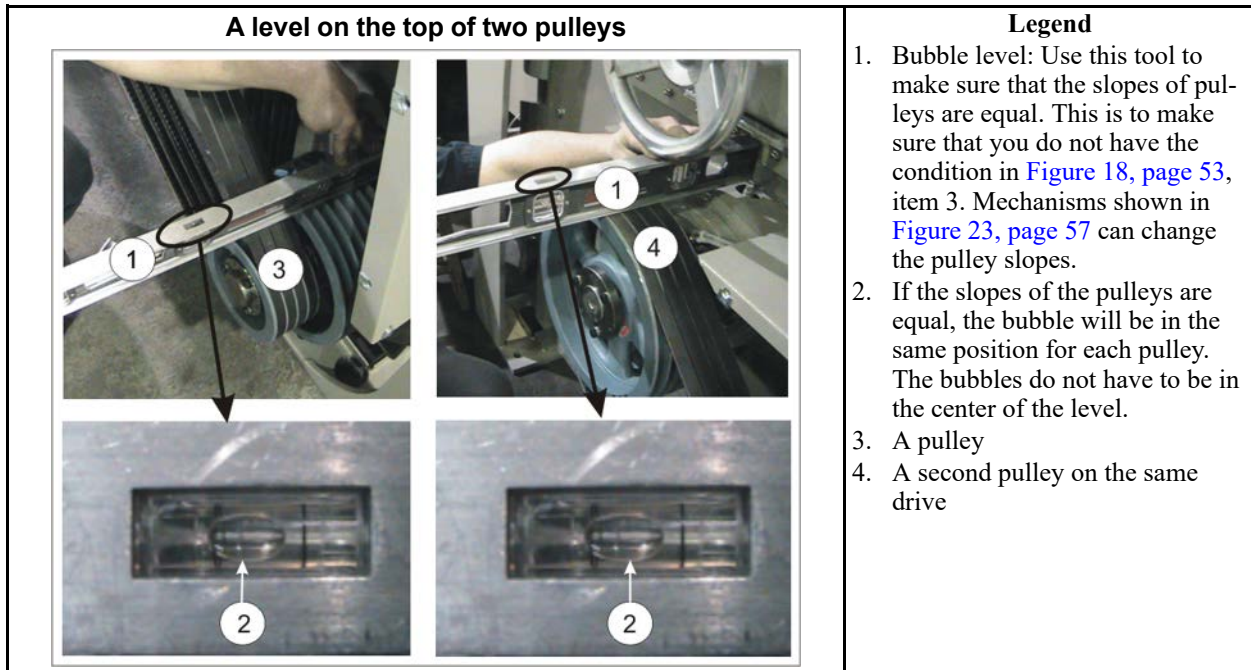 A level on the top of two pulleys
1
3
1
4
2
2
Legend
1. Bubble level: Use this tool to
make sure that the slopes of pul-
leys are equal. This is to make
sure that you do not have the
condition in Figure 18, page 53,
item 3. Mechanisms shown in
Figure 23, page 57 can change
the pulley slopes.
2. If the slopes of the pulleys are
equal, the bubble will be in the
same position for each pulley.
The bubbles do not have to be in
the center of the level.
3. A pulley
4. A second pulley on the same
drive